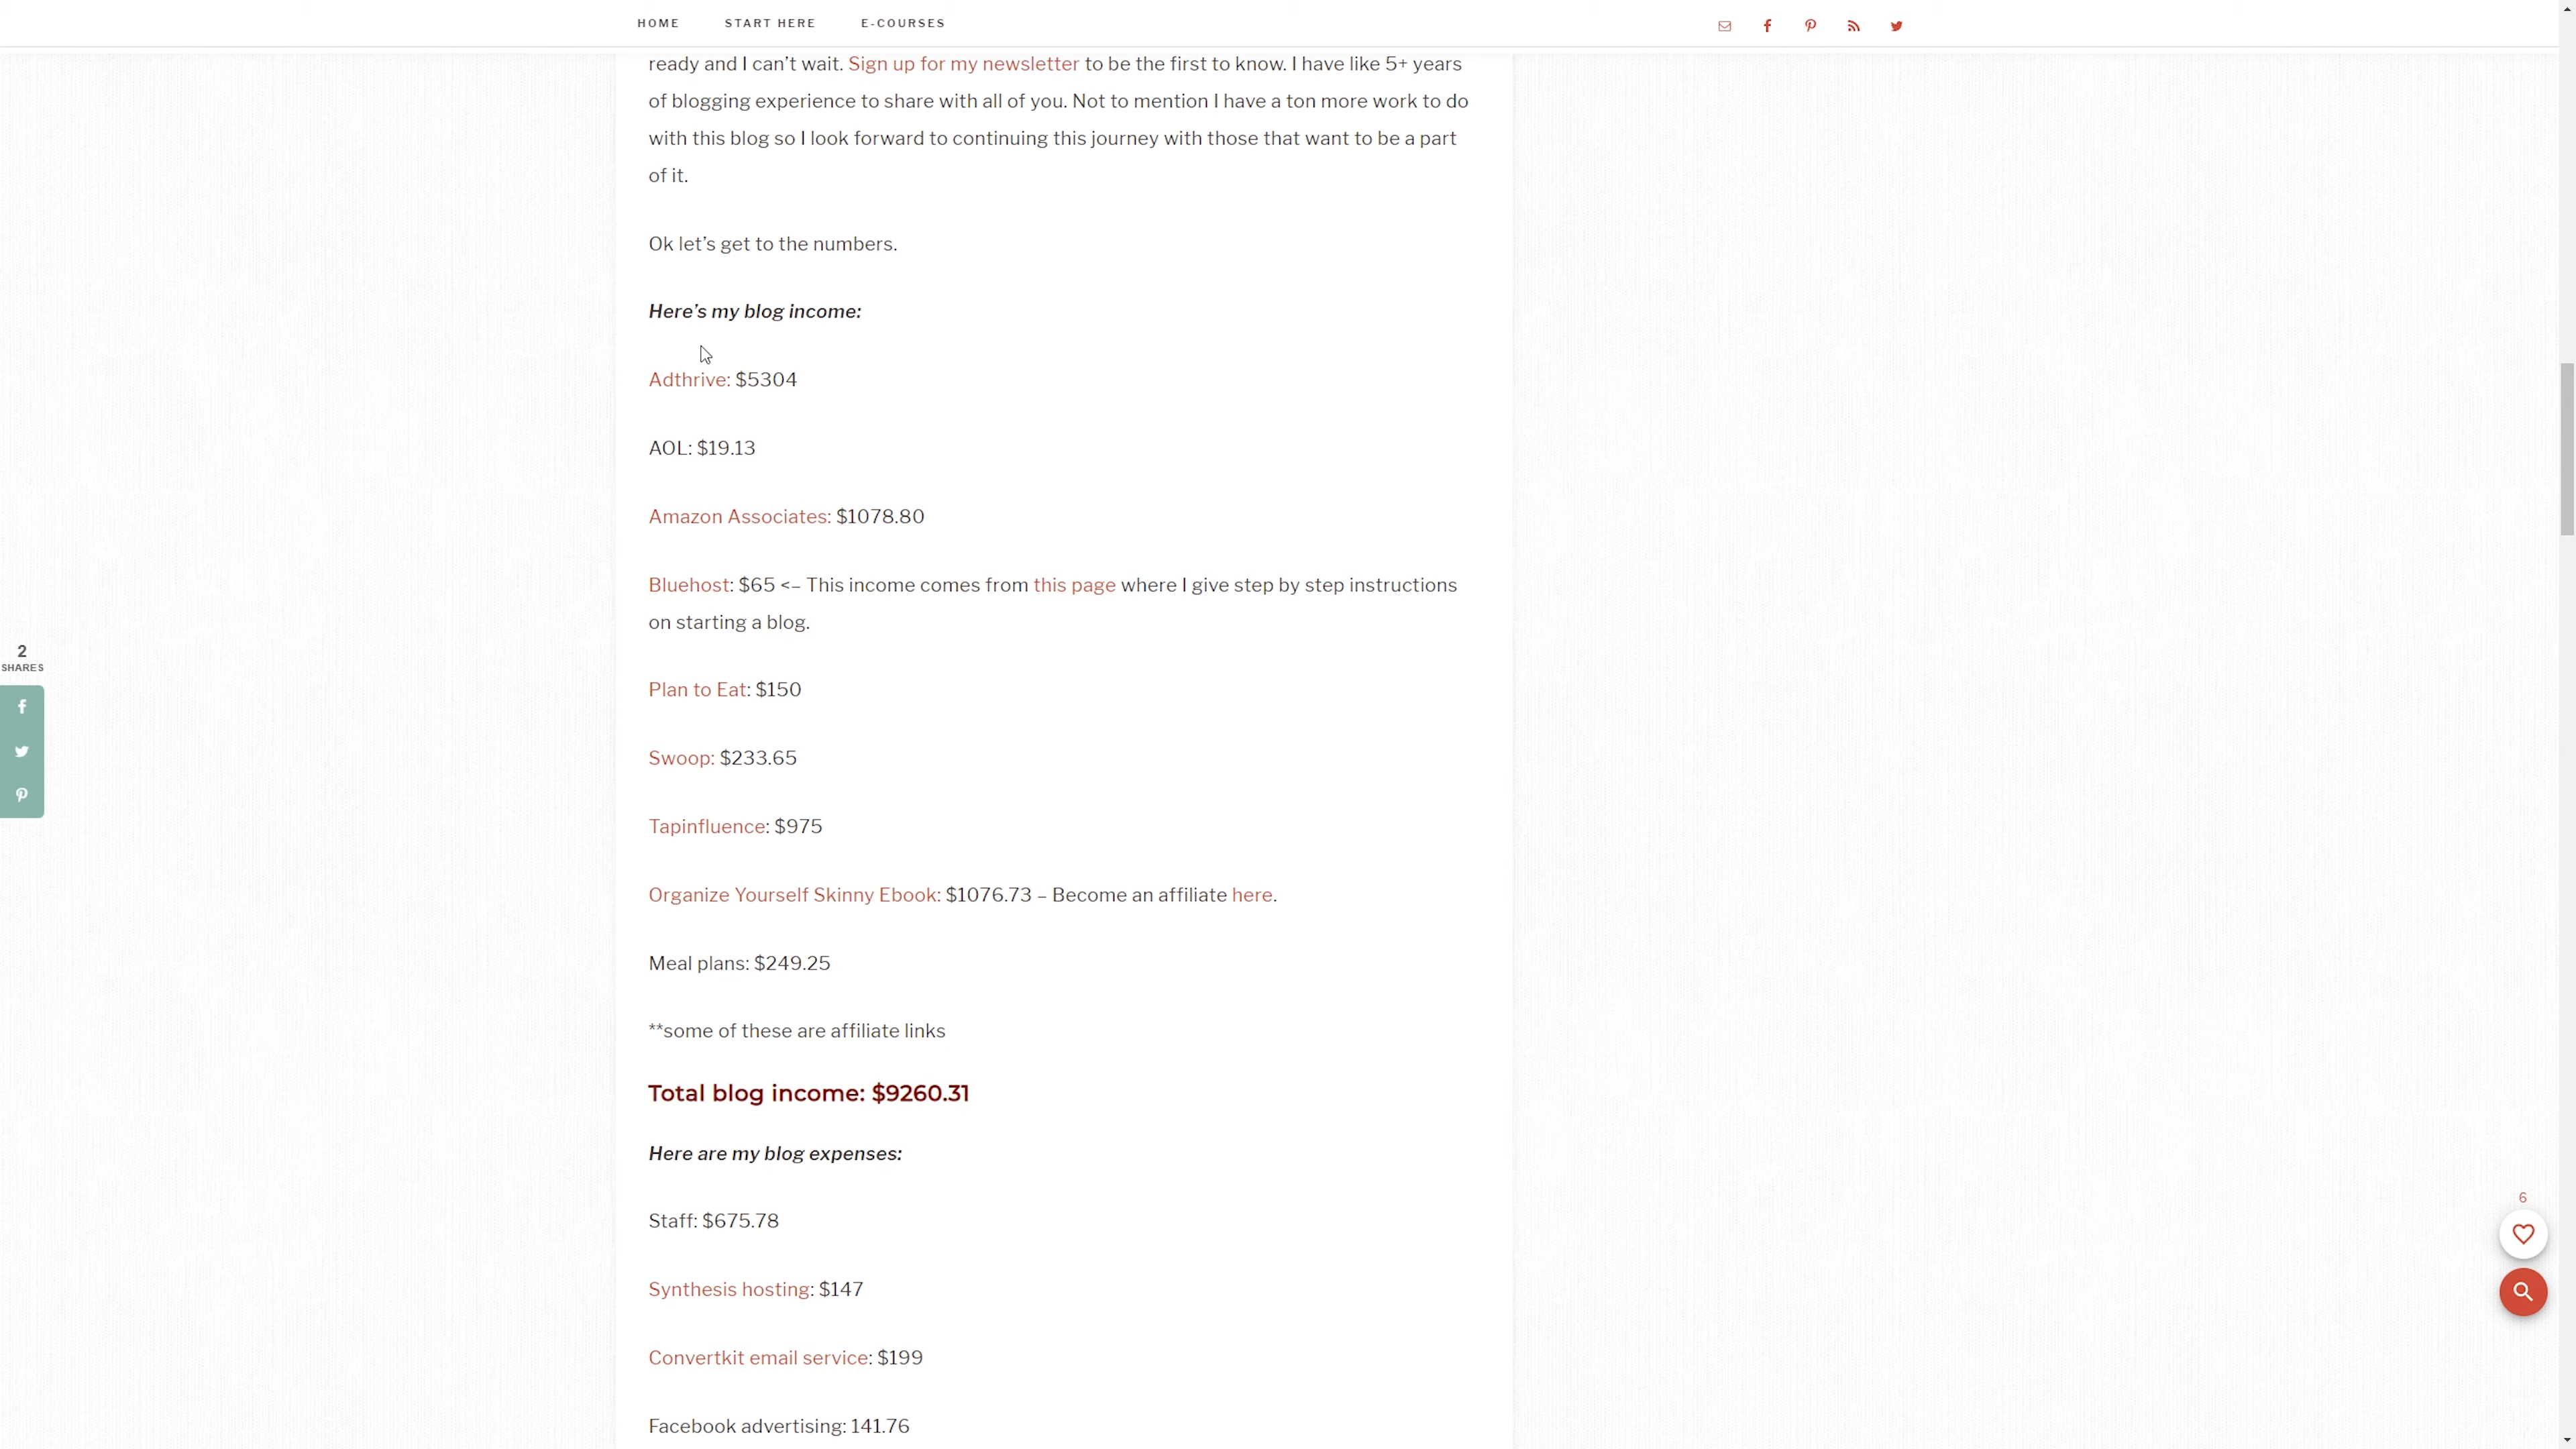 HOME START HERE E-COURSES
ready and I can't wait. Sign up for my newsletter to be the first to know. I have like 5+ years
of blogging experience to share with all of you. Not to mention I have a ton more work to do
with this blog so I look forward to continuing this journey with those that want to be a part
of it.
Ok let's get to the numbers.
Here's my blog income:
Adthrive: $5304
AOL: $19.13
Amazon Associates: $1078.80
Bluehost: $65 <– This income comes from this page where I give step by step instructions
on starting a blog.
Plan to Eat: $150
Swoop: $233.65
Tapinfluence: $975
Organize Yourself Skinny Ebook: $1076.73 – Become an affiliate here.
Meal plans: $249.25
**some of these are affiliate links
Total blog income: $9260.31
Here are my blog expenses:
Staff: $675.78
Synthesis hosting: $147
Convertkit email service: $199
Facebook advertising: 141.76
2
SHARES
6